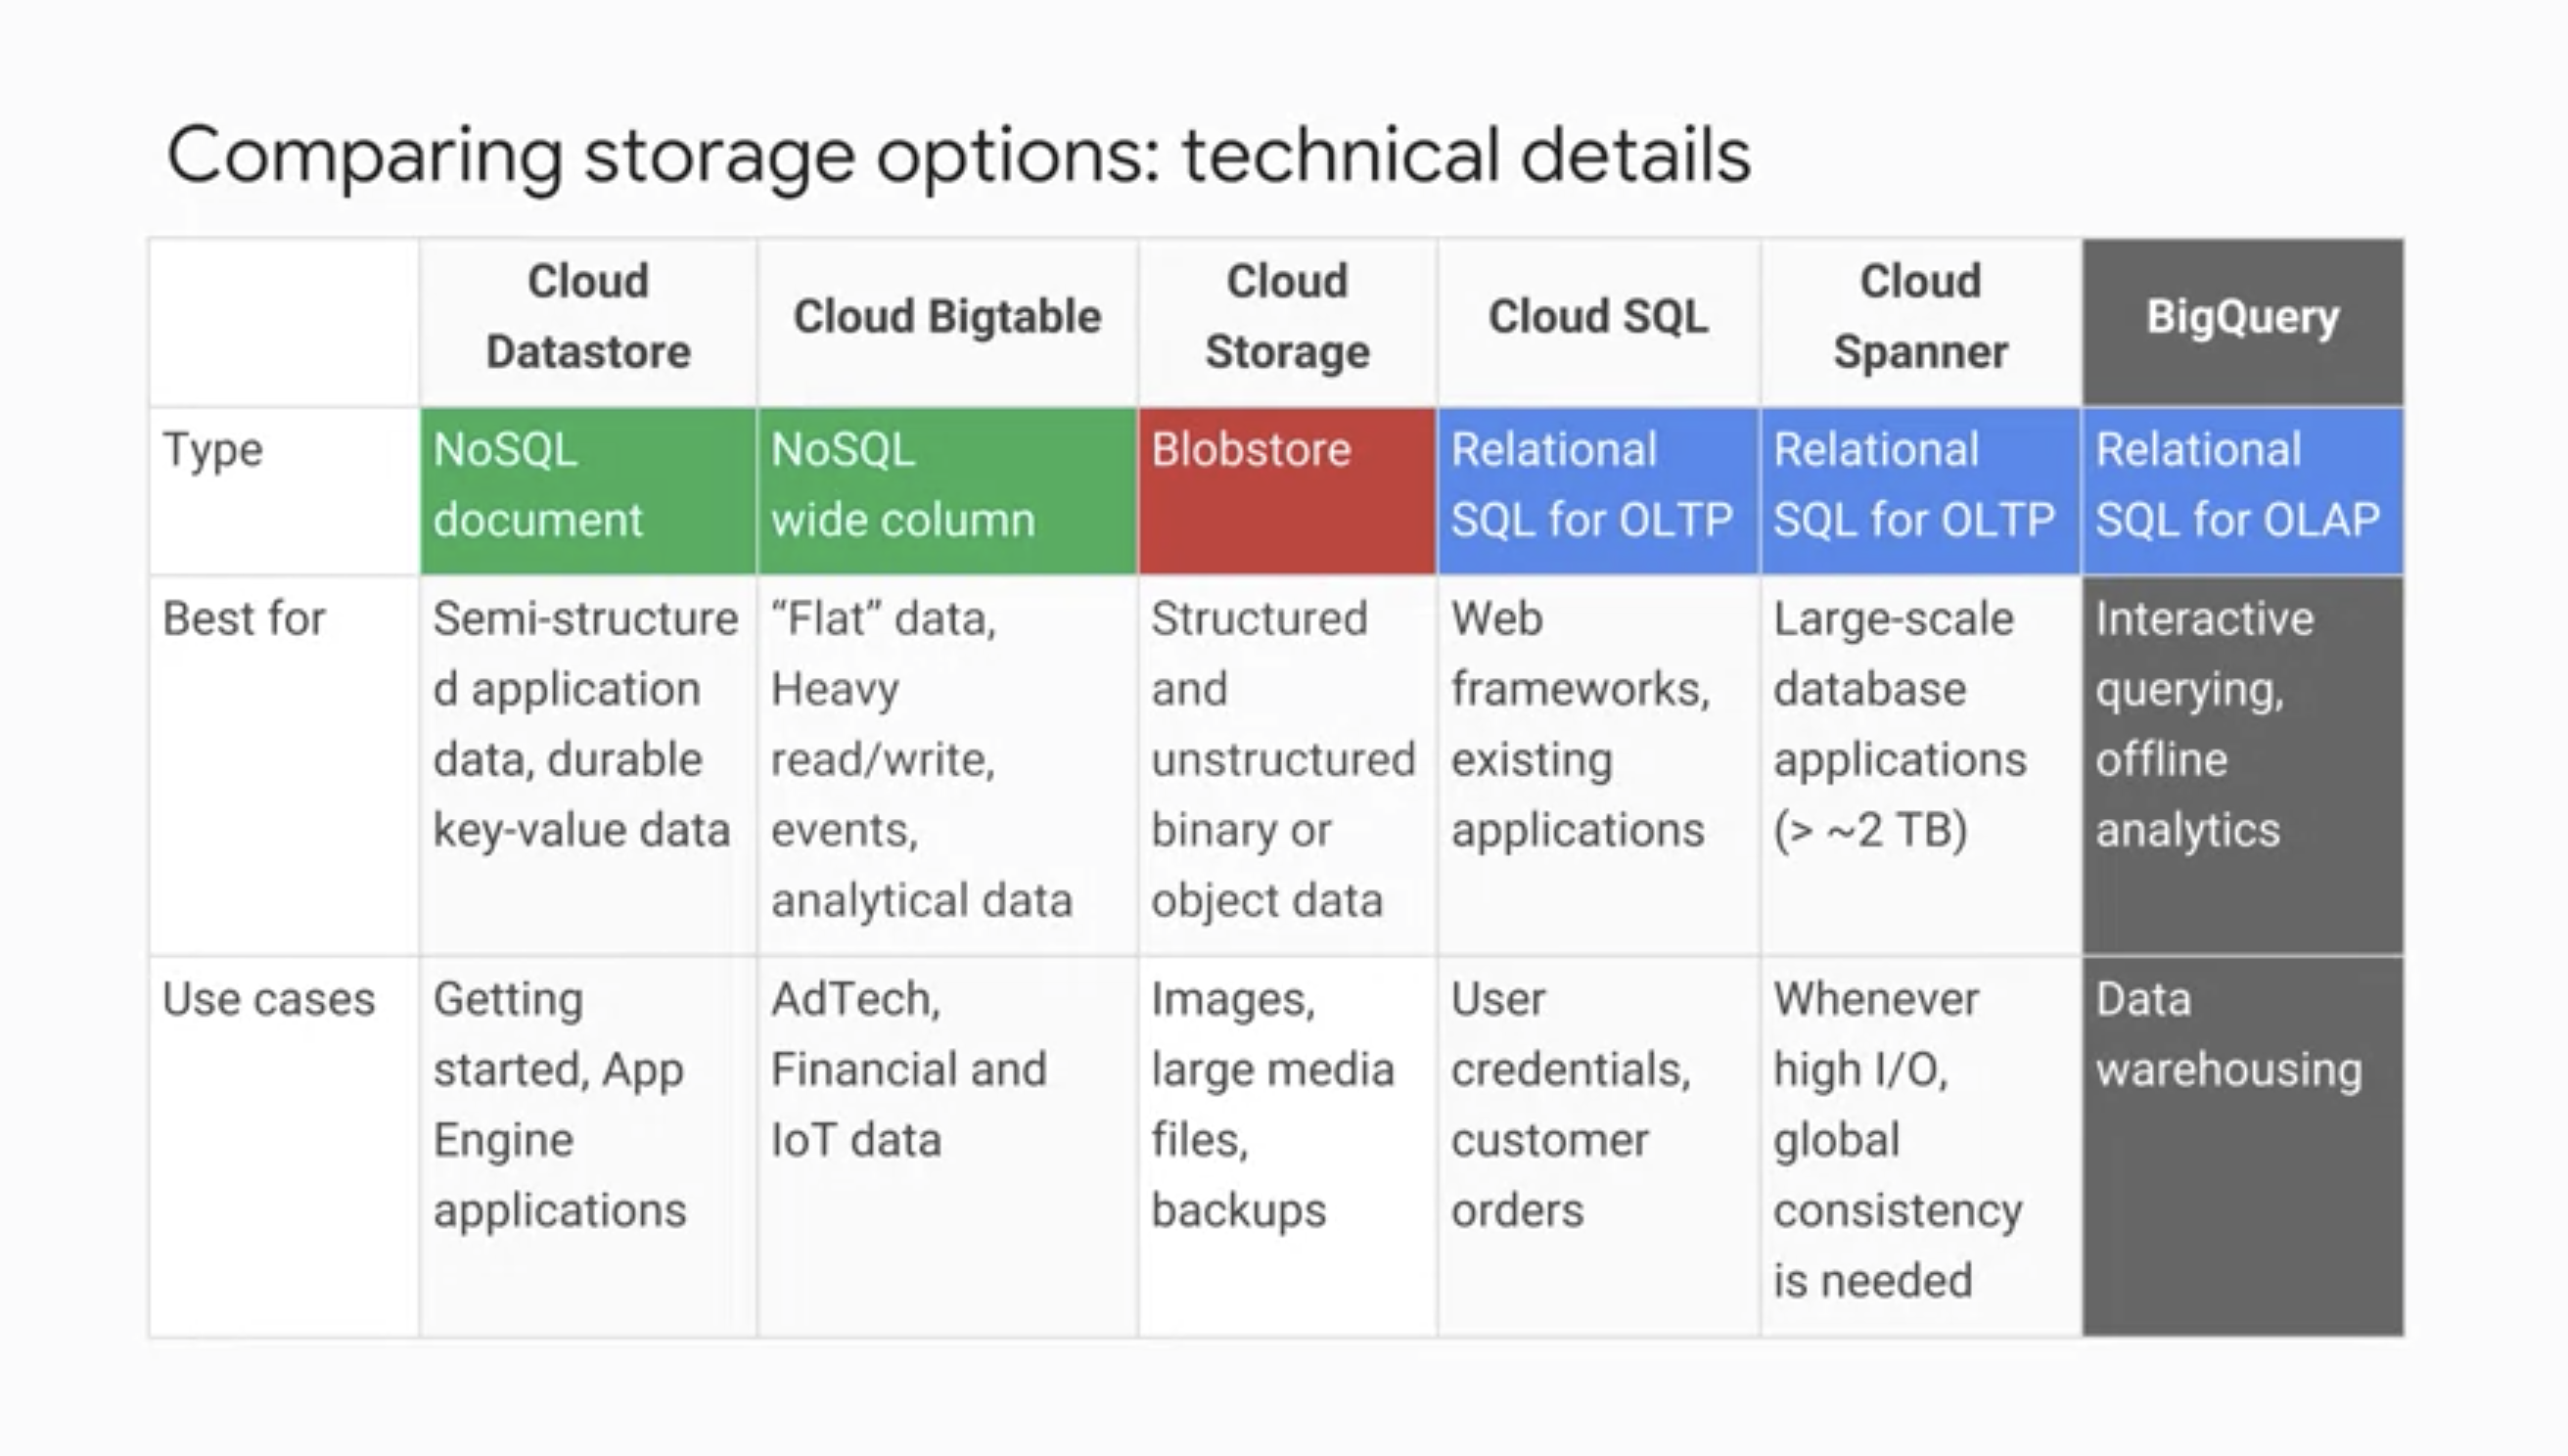 Comparing storage options: technical details
Cloud
Datastore
Cloud Bigtable
Cloud
Storage
Cloud SQL
Cloud
Spanner
BigQuery
Type
NoSQL
document
NoSQL
wide column
Blobstore
Relational
SQL for OLTP
Relational
SQL for OLTP
Relational
SQL for OLAP
Best for
Semi-structure
d application
data, durable
key-value data
“Flat” data,
Heavy
read/write,
events,
analytical data
Structured
and
unstructured
binary or
object data
Web
frameworks,
existing
applications
Large-scale
database
applications
(> ~2 TB)
Interactive
querying,
offline
analytics
Use cases
Getting
started, App
Engine
applications
AdTech,
Financial and
IoT data
Images,
large media
files,
backups
User
credentials,
customer
orders
Whenever
high I/O,
global
consistency
is needed
Data
warehousing